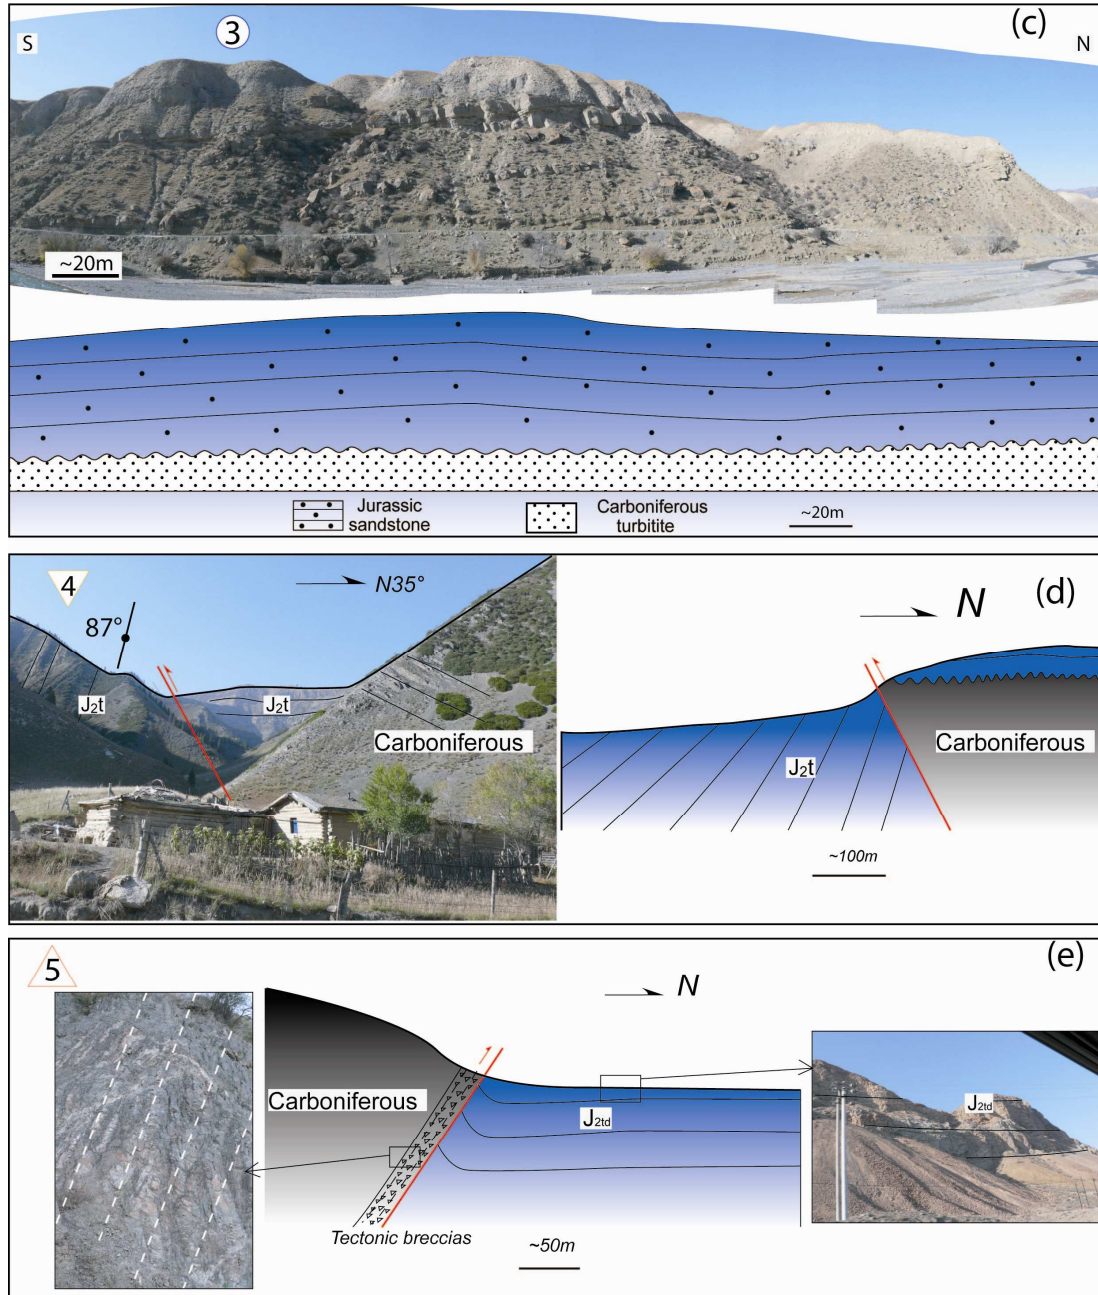 3
(c)
S
N
~20m
Jurassic
sandstone
Carboniferous
turbitite
~20m
4
N35°
87°
J2t
J2t
Carboniferous
(d)
N
J2t
Carboniferous
~100m
5
(e)
N
Carboniferous
J2td
J2td
Tectonic breccias
~50m